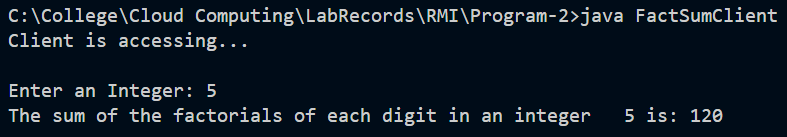 C:\College\Cloud Computing\LabRecords\RMI\Program-2>java FactSumClient
Client is accessing...
Enter an Integer: 5
The sum of the factorials of each digit in an integer   5 is: 120